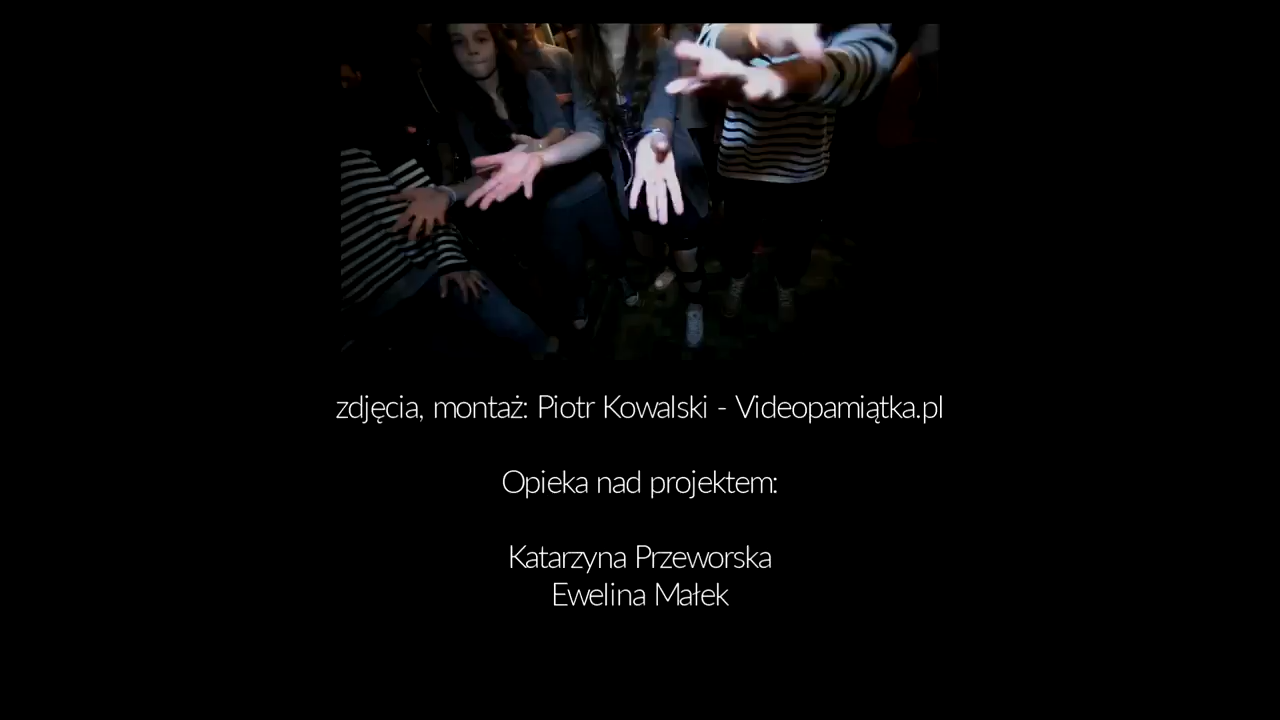 zdjęcia, montaż: Piotr Kowalski - Videopamiątka.pl
Opieka nad projektem:
Katarzyna Przeworska
Ewelina Małek